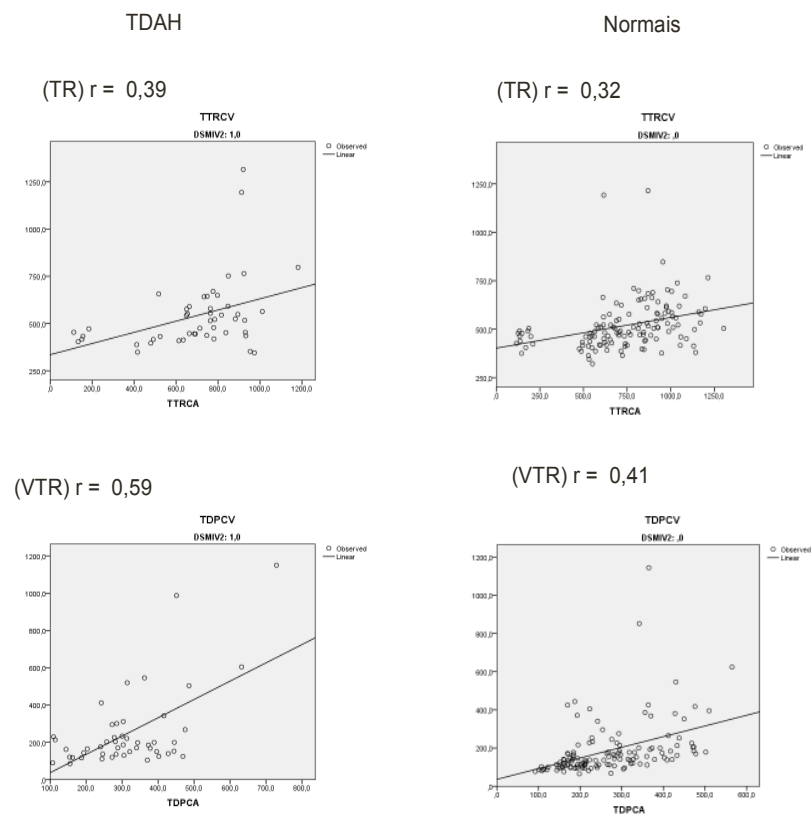 TDAH
Normais
(TR) r = 0,39
(TR) r = 0,32
TTRCV
DSMIV2: 1,0
Observed
Linear
1250,0
1000,0
750,0
500,0
250,0
,0 200,0 400,0 600,0 800,0 1000,0 1200,0
TTRCA
TTRCV
DSMIV2: ,0
Observed
Linear
1250,0
1000,0
750,0
500,0
250,0
,0 250,0 500,0 750,0 1000,0 1250,0
TTRCA
(VTR) r = 0,59
(VTR) r = 0,41
TDPCV
DSMIV2: 1,0
Observed
Linear
1200,0
1000,0
800,0
600,0
400,0
200,0
,0
100,0 200,0 300,0 400,0 500,0 600,0 700,0 800,0
TDPCA
TDPCV
DSMIV2: ,0
Observed
Linear
1200,0
1000,0
800,0
600,0
400,0
200,0
,0
,0 100,0 200,0 300,0 400,0 500,0 600,0
TDPCA